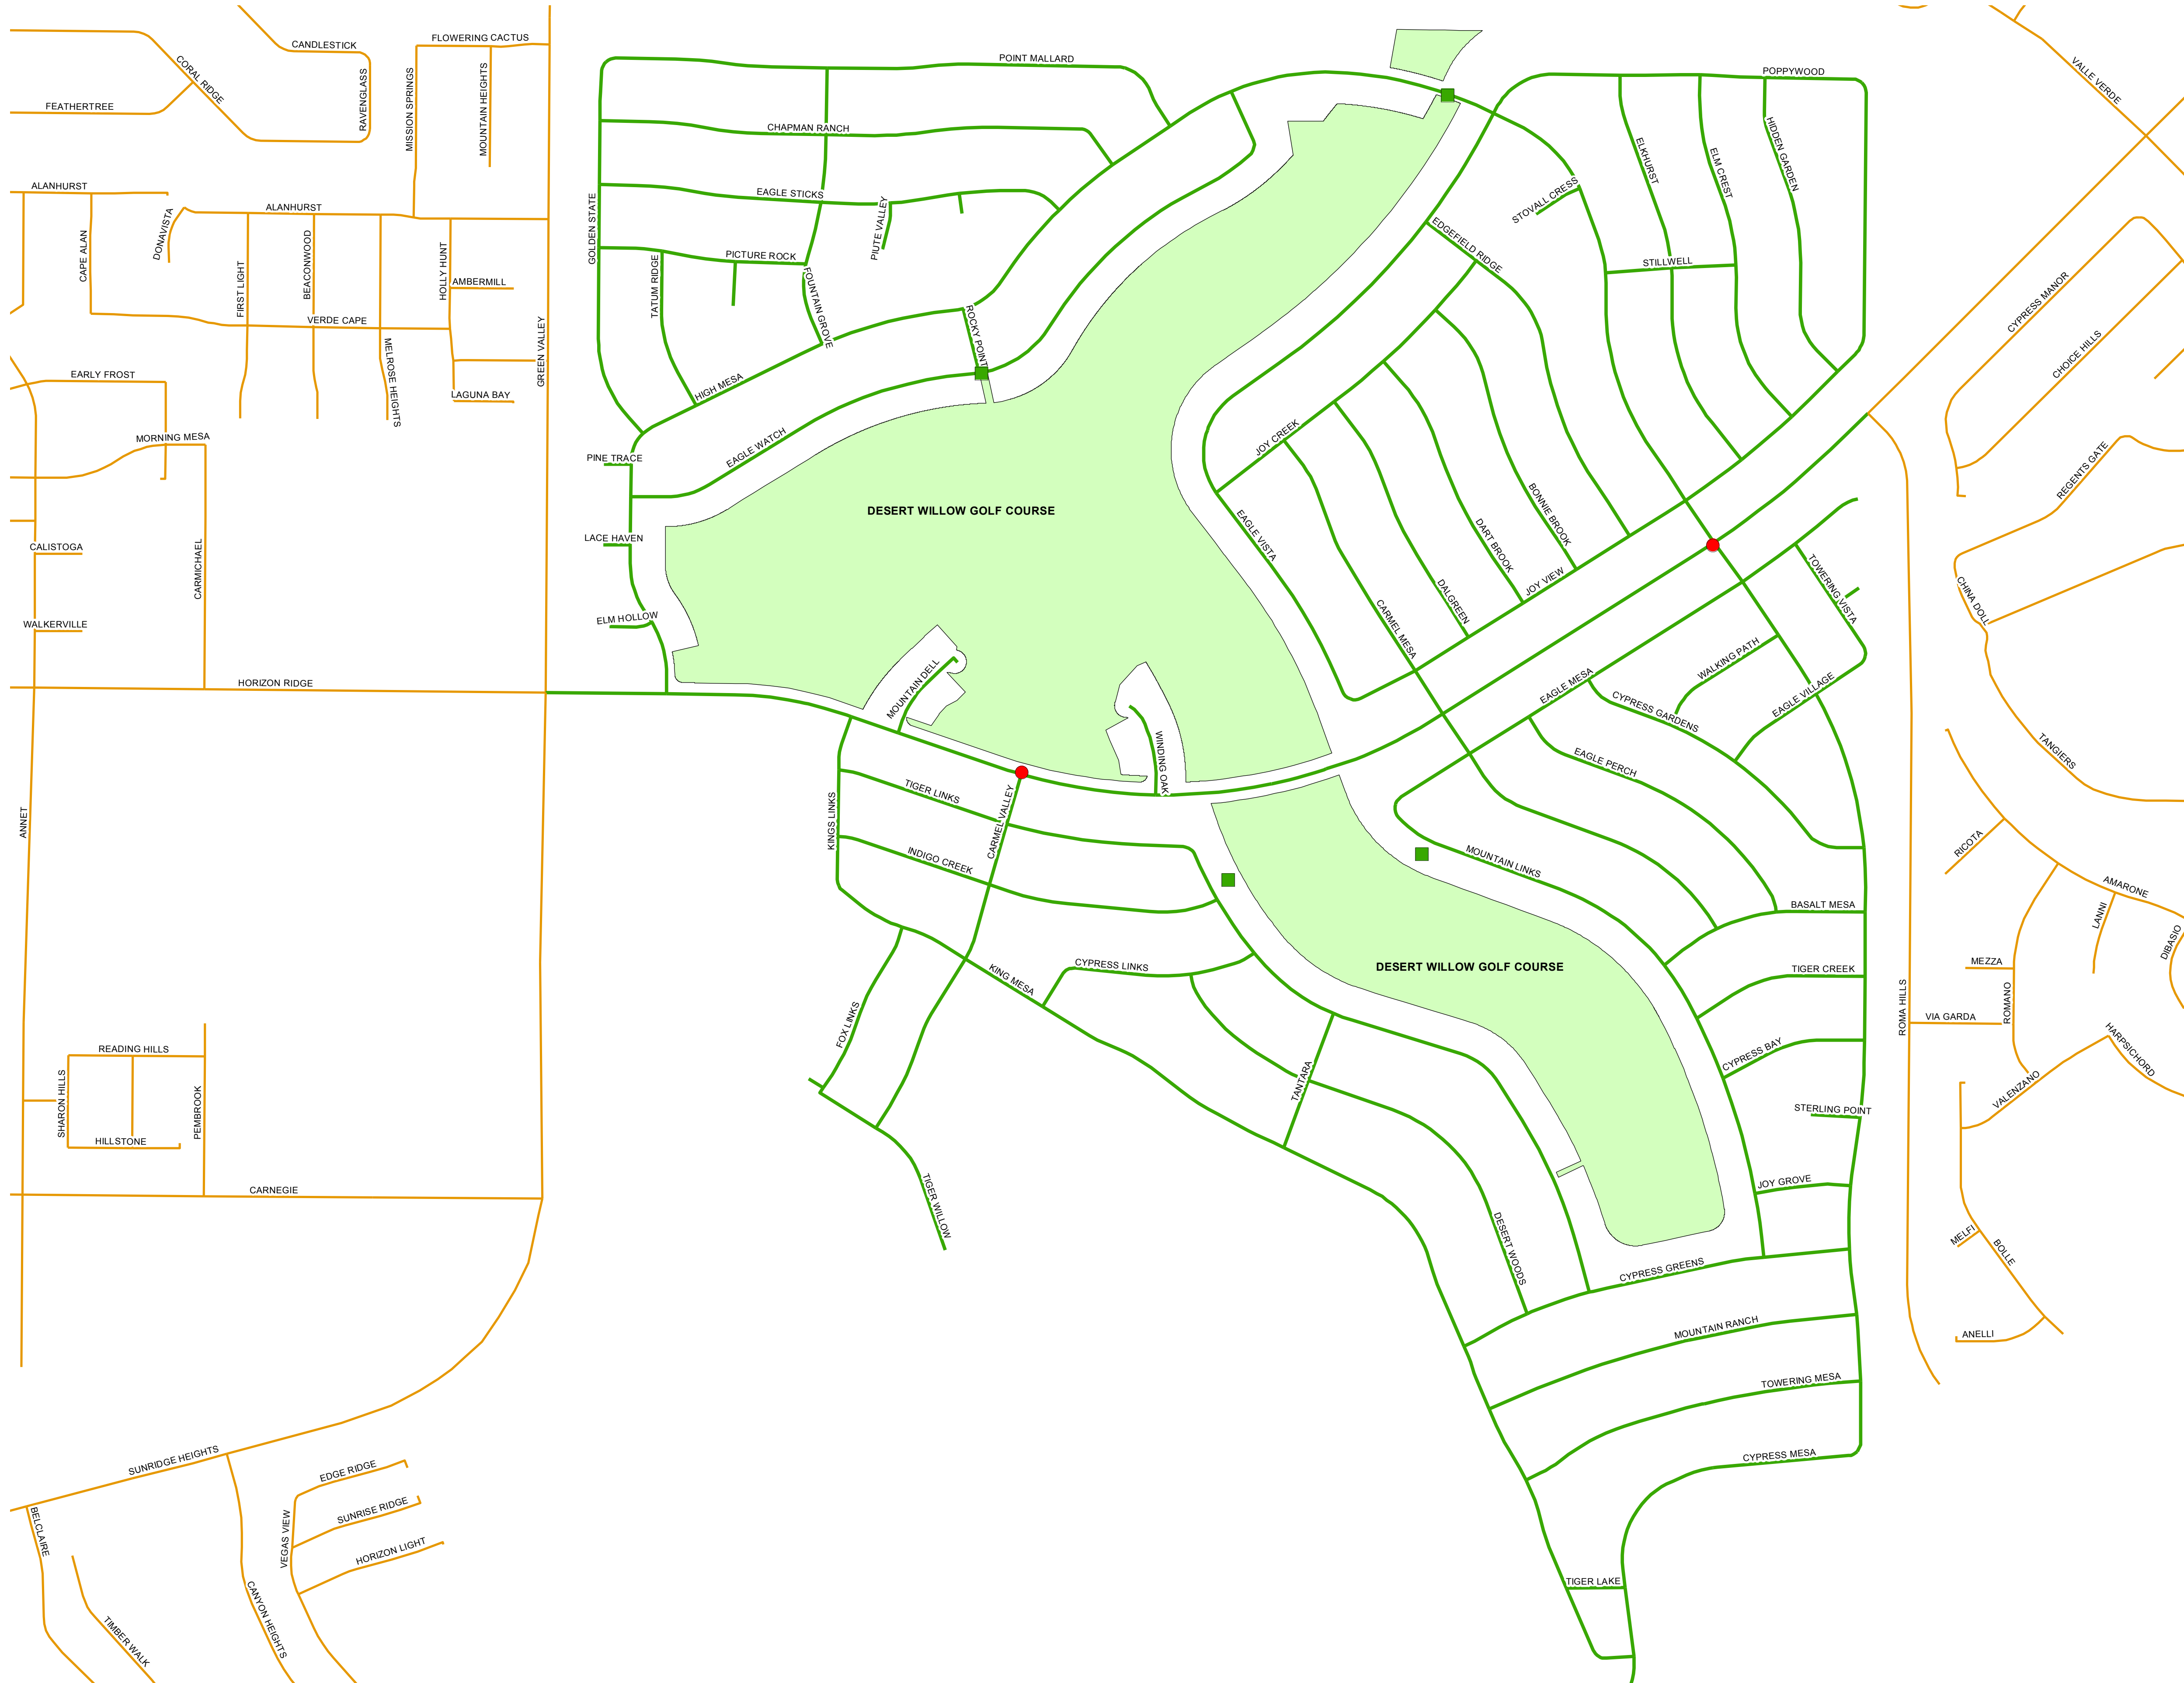 FLOWERING CACTUS
CANDLESTICK
CORAL RIDGE
RAVENGLASS
MISSION SPRINGS
MOUNTAIN HEIGHTS
FEATHERTREE
POINT MALLARD
POPPYWOOD
VALLE VERDE
CHAPMAN RANCH
ELKHURST
ELM CREST
HIDDEN GARDEN
ALANHURST
ALANHURST
EAGLE STICKS
STOVALL CRESS
DONAVISTA
CAPE ALAN
GOLDEN STATE
PIUTE VALLEY
EDGEFIELD RIDGE
PICTURE ROCK
STILLWELL
FIRST LIGHT
BEACONWOOD
HOLLY HUNT
AMBERMILL
TATUM RIDGE
FOUNTAIN GROVE
CYPRESS MANOR
VERDE CAPE
ROCKY POINT
GREEN VALLEY
MELROSE HEIGHTS
CHOICE HILLS
EARLY FROST
LAGUNA BAY
HIGH MESA
MORNING MESA
EAGLE WATCH
JOY CREEK
PINE TRACE
REGENTS GATE
DESERT WILLOW GOLF COURSE
EAGLE VISTA
BONNIE BROOK
DART BROOK
LACE HAVEN
CALISTOGA
CARMICHAEL
JOY VIEW
TOWERING VISTA
CHINA DOLL
DALGREEN
CARMEL MESA
WALKERVILLE
ELM HOLLOW
WALKING PATH
MOUNTAIN DELL
HORIZON RIDGE
EAGLE MESA
EAGLE VILLAGE
CYPRESS GARDENS
WINDING OAK
EAGLE PERCH
TANGIERS
TIGER LINKS
KINGS LINKS
CARMEL VALLEY
ANNET
INDIGO CREEK
MOUNTAIN LINKS
RICOTA
AMARONE
BASALT MESA
LANNI
DIBASIO
CYPRESS LINKS
KING MESA
DESERT WILLOW GOLF COURSE
TIGER CREEK
MEZZA
ROMA HILLS
ROMANO
VIA GARDA
FOX LINKS
READING HILLS
CYPRESS BAY
HARPSICHORD
TANTARA
SHARON HILLS
PEMBROOK
VALENZANO
STERLING POINT
HILLSTONE
CARNEGIE
JOY GROVE
TIGER WILLOW
DESERT WOODS
MELFI
BOLLE
CYPRESS GREENS
MOUNTAIN RANCH
ANELLI
TOWERING MESA
SUNRIDGE HEIGHTS
CYPRESS MESA
EDGE RIDGE
SUNRISE RIDGE
BELCLAIRE
VEGAS VIEW
HORIZON LIGHT
TIGER LAKE
CANYON HEIGHTS
TIMBER WALK